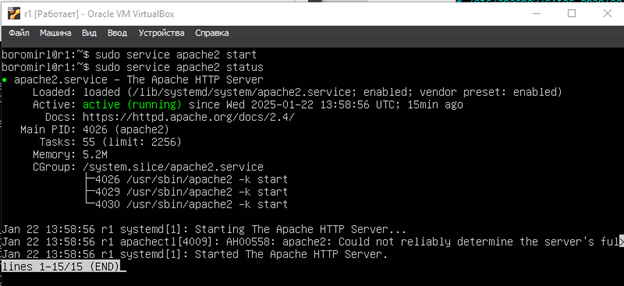 r1 [Работает] - Oracle VM VirtualBox
Файл Машина Вид Ввод Устройства Справка
boromirl@r1:~$ sudo service apache2 start
boromirl@r1:~$ sudo service apache2 status
● apache2.service – The Apache HTTP Server
Loaded: loaded (/lib/systemd/system/apache2.service; enabled; vendor preset: enabled)
Active: active (running) since Wed 2025-01-22 13:58:56 UTC; 15min ago
Docs: https://httpd.apache.org/docs/2.4/
Main PID: 4026 (apache2)
Tasks: 55 (limit: 2256)
Memory: 5.2M
CGroup: /system.slice/apache2.service
├─4026 /usr/sbin/apache2 -k start
├─4029 /usr/sbin/apache2 -k start
└─4030 /usr/sbin/apache2 -k start
Jan 22 13:58:56 r1 systemd[1]: Starting The Apache HTTP Server...
Jan 22 13:58:56 r1 apachectl[4009]: AH00558: apache2: Could not reliably determine the server's ful>
Jan 22 13:58:56 r1 systemd[1]: Started The Apache HTTP Server.
lines 1-15/15 (END)